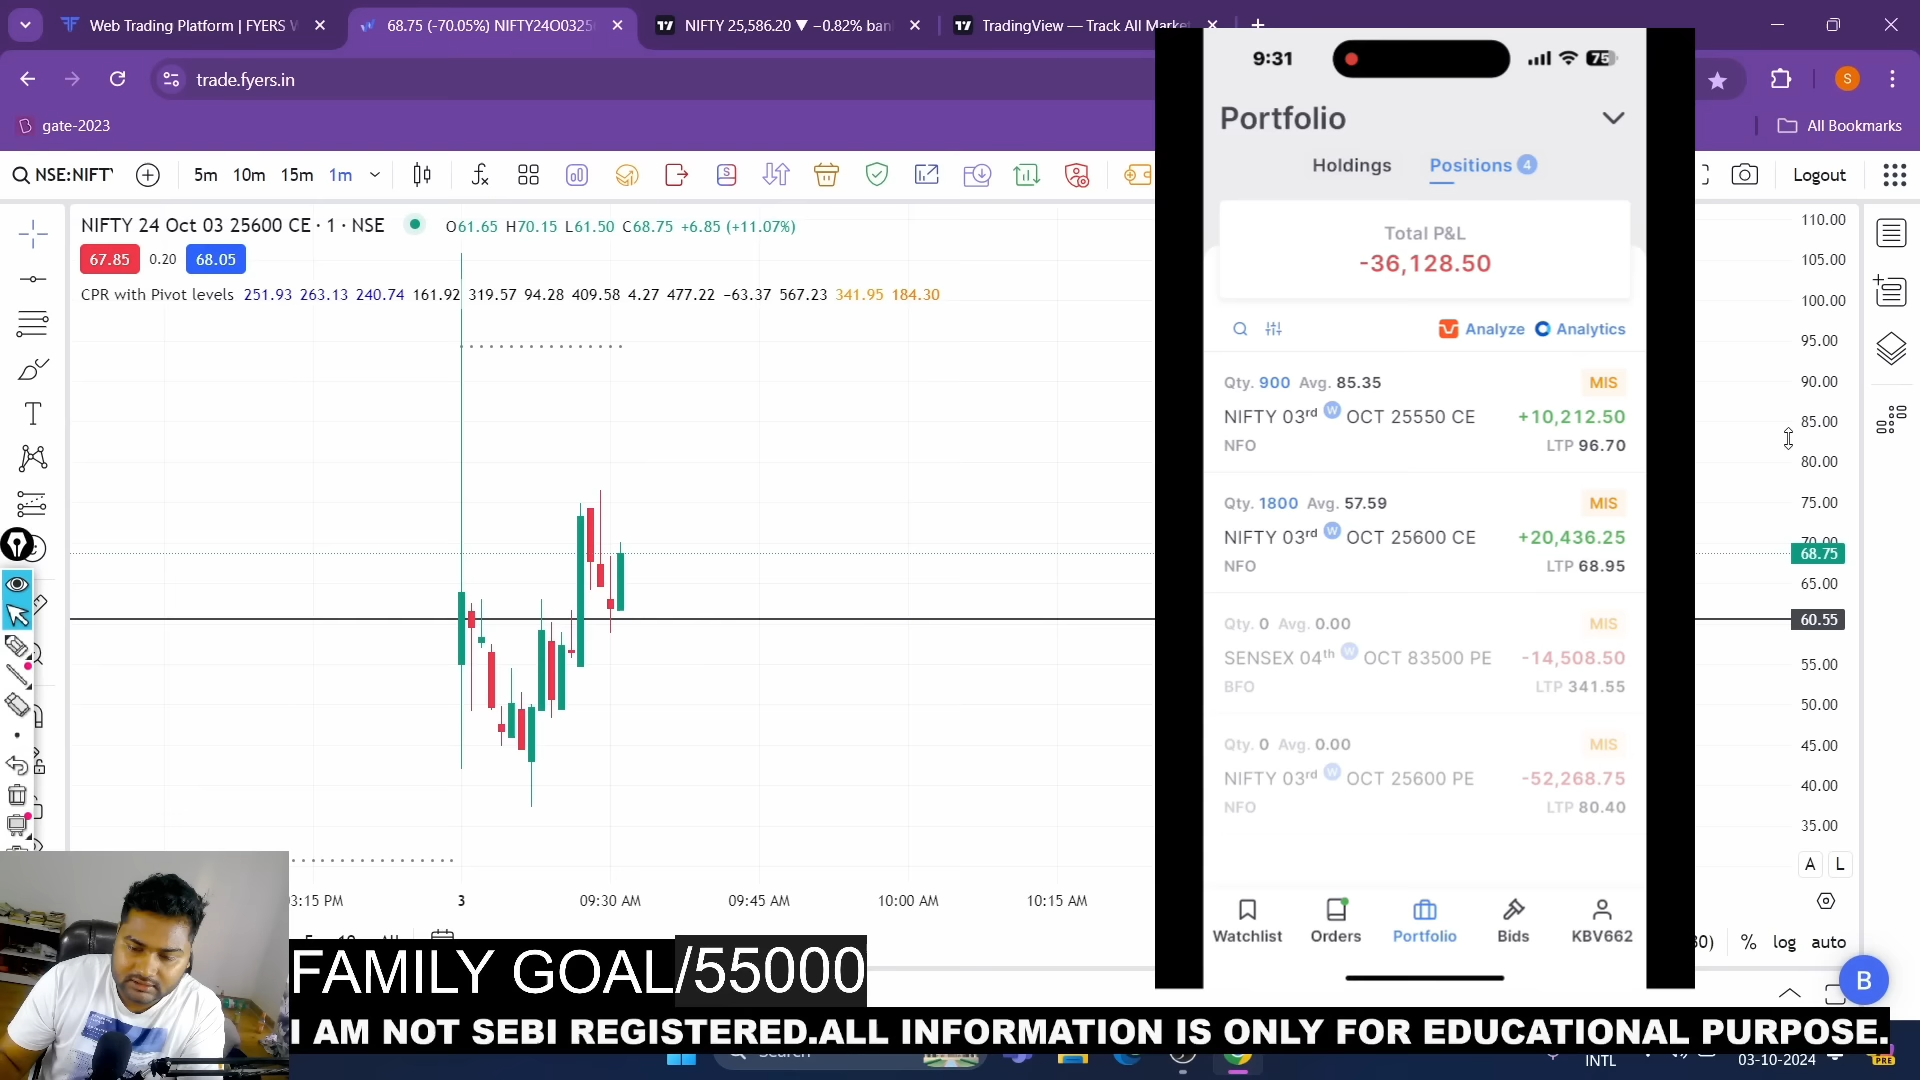 Web Trading Platform | FYERS
68.75 (-70.05%) NIFTY24O0325
NIFTY 25,586.20 ▼ −0.82% ban
TradingView — Track All Market
trade.fyers.in
S
gate-2023
All Bookmarks
NSE:NIFTY
5m 10m 15m 1m
Logout
NIFTY 24 Oct 03 25600 CE · 1 · NSE
O61.65 H70.15 L61.50 C68.75 +6.85 (+11.07%)
67.85 0.20 68.05
CPR with Pivot levels 251.93 263.13 240.74 161.92 319.57 94.28 409.58 4.27 477.22 −63.37 567.23 341.95 184.30
110.00
105.00
100.00
95.00
90.00
85.00
80.00
75.00
70.00
68.75
65.00
60.55
55.00
50.00
45.00
40.00
35.00
A L
3:15 PM 3 09:30 AM 09:45 AM 10:00 AM 10:15 AM
% log auto
B
9:31
75
Portfolio
Holdings Positions 4
Total P&L
-36,128.50
Analyze Analytics
Qty. 900 Avg. 85.35 MIS
NIFTY 03rd W OCT 25550 CE +10,212.50
NFO LTP 96.70
Qty. 1800 Avg. 57.59 MIS
NIFTY 03rd W OCT 25600 CE +20,436.25
NFO LTP 68.95
Qty. 0 Avg. 0.00 MIS
SENSEX 04th W OCT 83500 PE -14,508.50
BFO LTP 341.55
Qty. 0 Avg. 0.00 MIS
NIFTY 03rd W OCT 25600 PE -52,268.75
NFO LTP 80.40
Watchlist Orders Portfolio Bids KBV662
FAMILY GOAL/55000
I AM NOT SEBI REGISTERED.ALL INFORMATION IS ONLY FOR EDUCATIONAL PURPOSE.
Search
INTL
03-10-2024
PRE